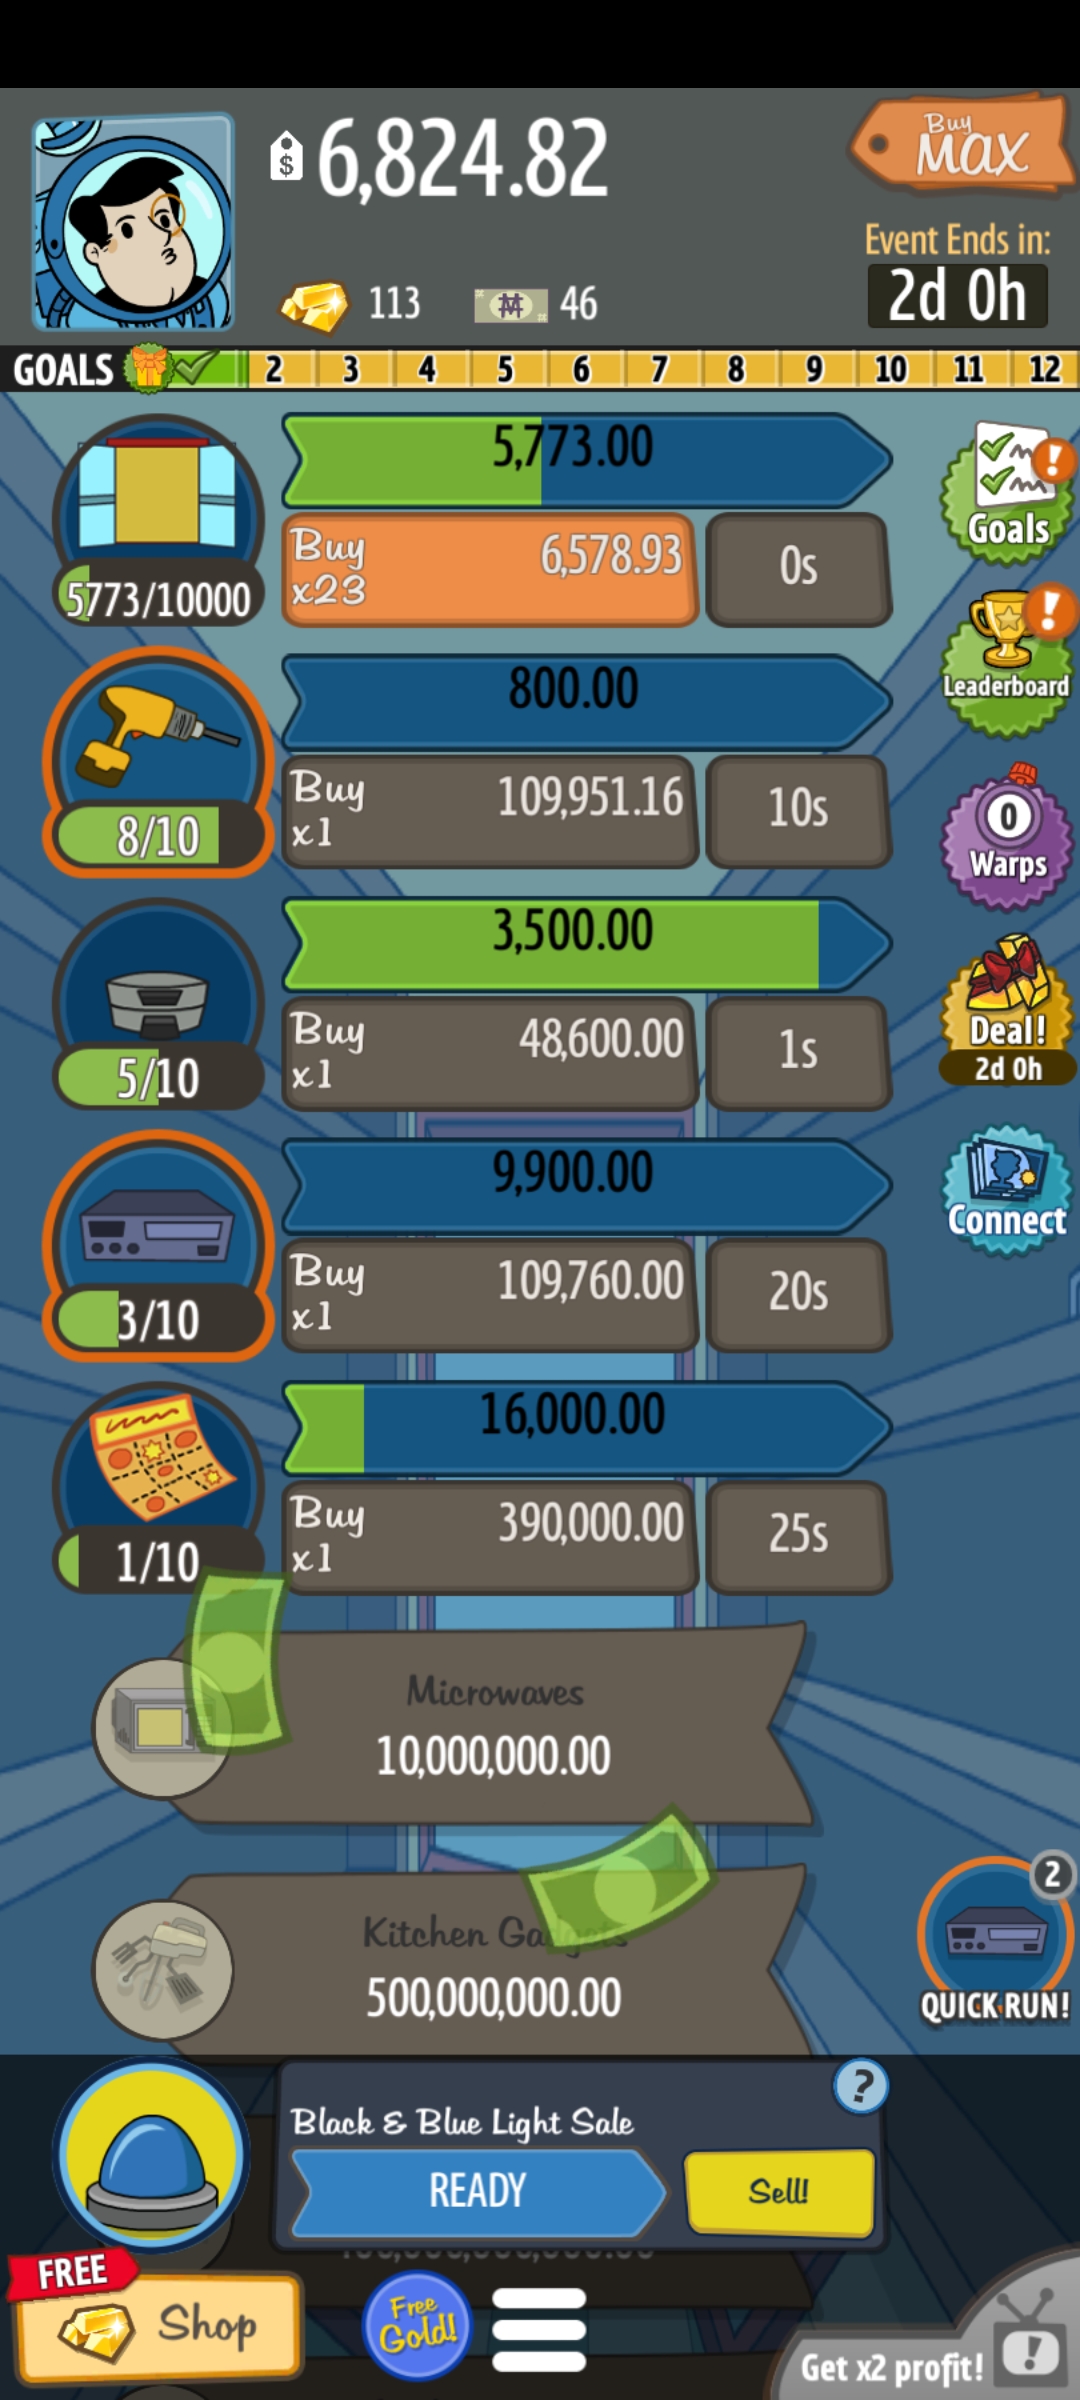 6,824.82
Buy
MAX
113
46
Event Ends in:
2d 0h
GOALS 2 3 4 5 6 7 8 9 10 11 12
5,773.00
Buy
x23
6,578.93
0s
5773/10000
Goals
800.00
Buy
x1
109,951.16
10s
8/10
Leaderboard
3,500.00
Buy
x1
48,600.00
1s
5/10
0
Warps
9,900.00
Buy
x1
109,760.00
20s
3/10
Deal!
2d 0h
16,000.00
Buy
x1
390,000.00
25s
1/10
Connect
Microwaves
10,000,000.00
Kitchen Gadgets
500,000,000.00
2
QUICK RUN!
Black & Blue Light Sale
?
READY
Sell!
FREE
Shop
Free
Gold!
Get x2 profit!